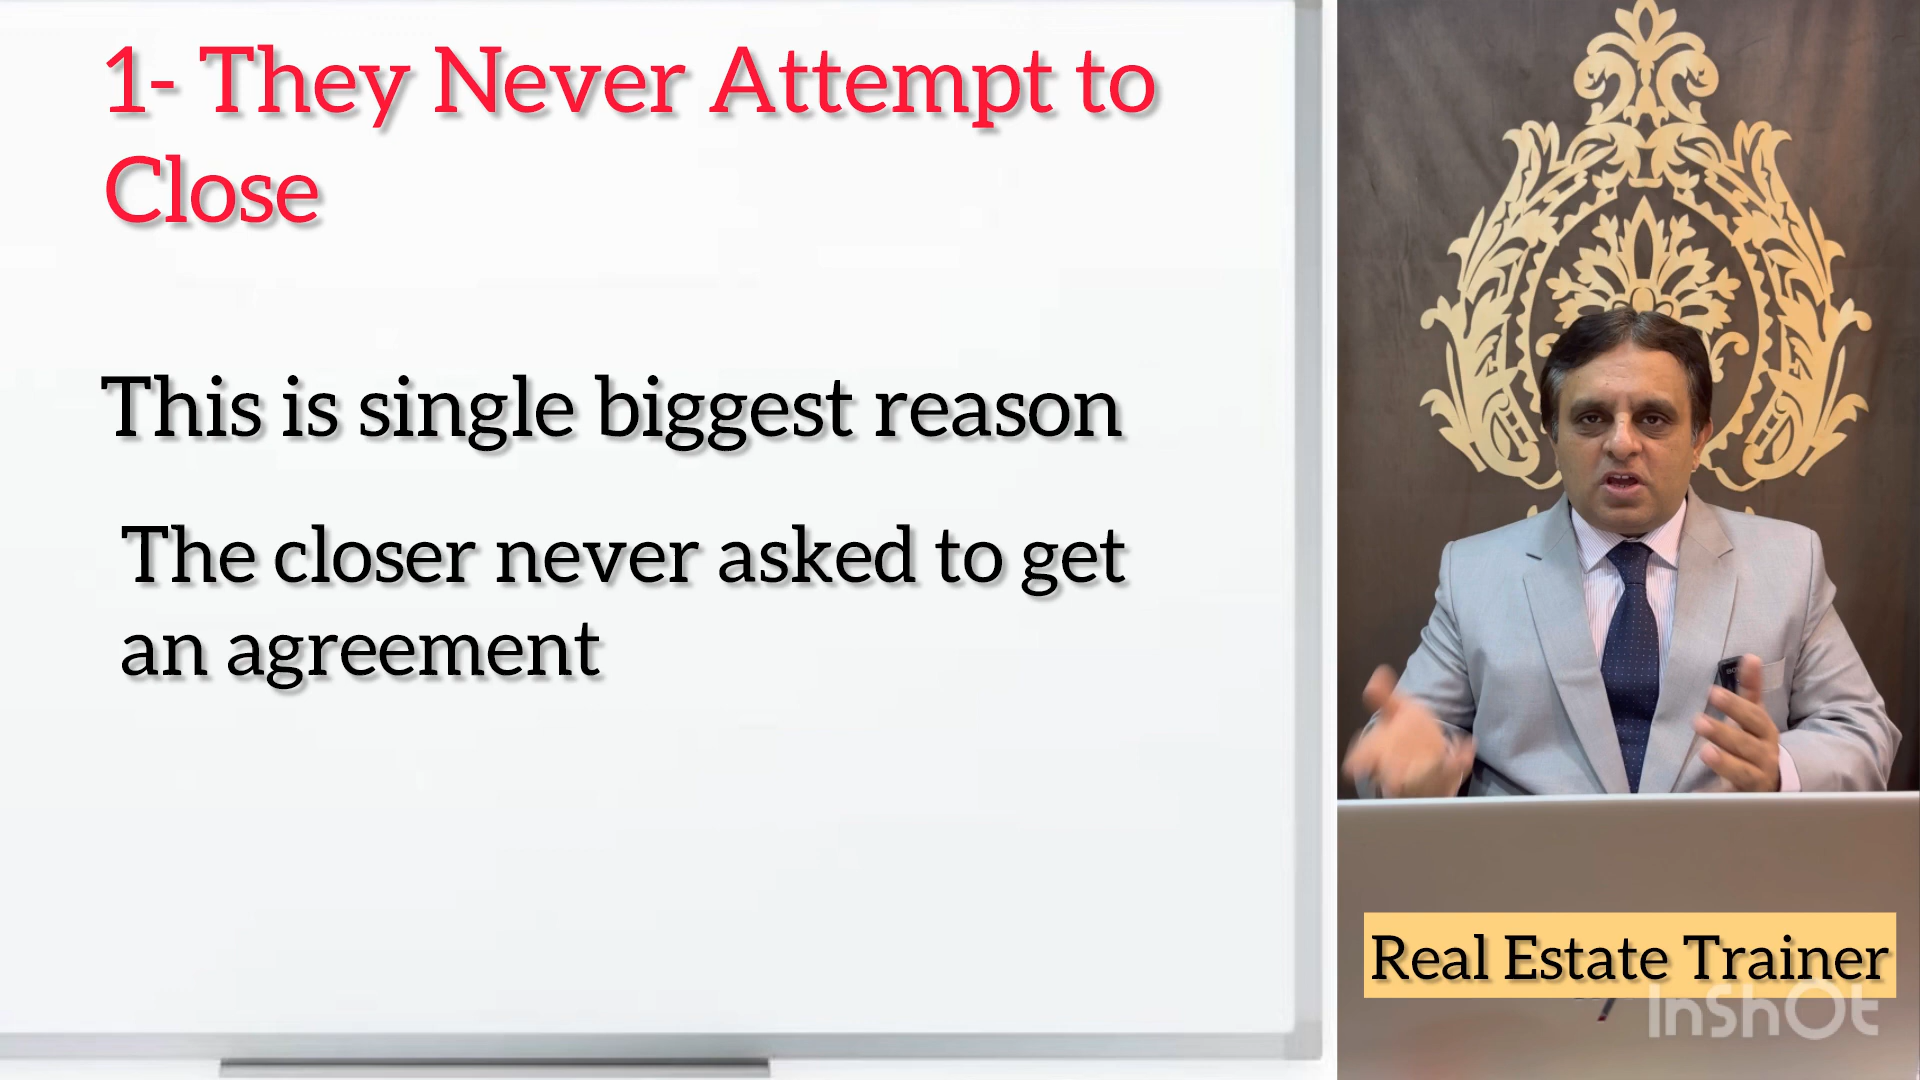 1- They Never Attempt to
Close
This is single biggest reason
The closer never asked to get
an agreement
Real Estate Trainer
InShOt